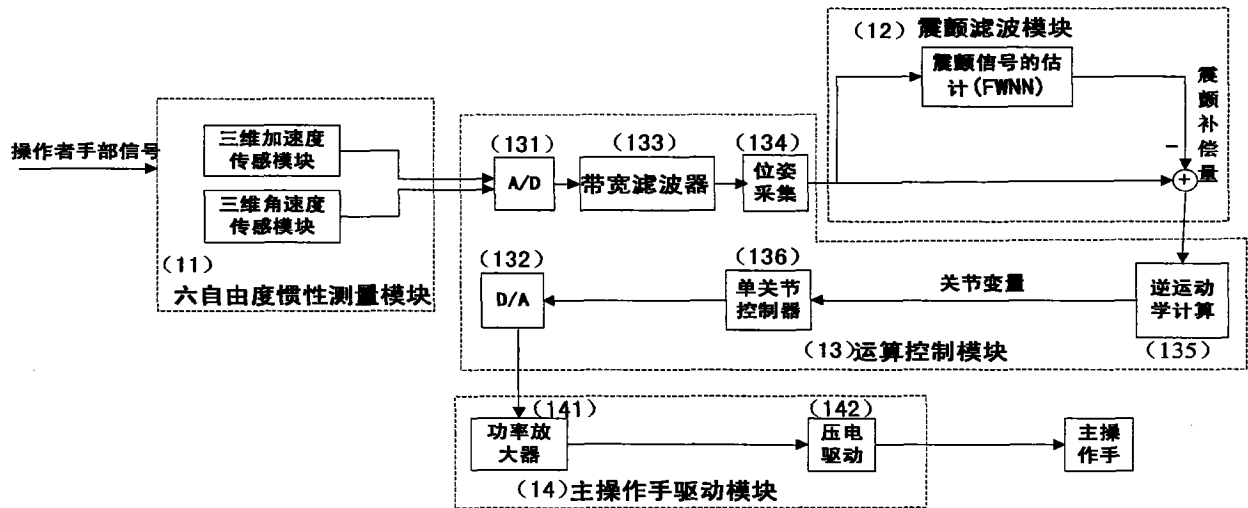 (12)震颤滤波模块
震颤信号的估
计(FWNN)
震颤补偿量
−
+
操作者手部信号
三维加速度
传感模块
三维角速度
传感模块
(11)
六自由度惯性测量模块
(131)
A/D
(133)
带宽滤波器
(134)
位姿
采集
(132)
D/A
(136)
单关节
控制器
关节变量
逆运动
学计算
(135)
(13)运算控制模块
(141)
功率放
大器
(142)
压电
驱动
主操
作手
(14)主操作手驱动模块